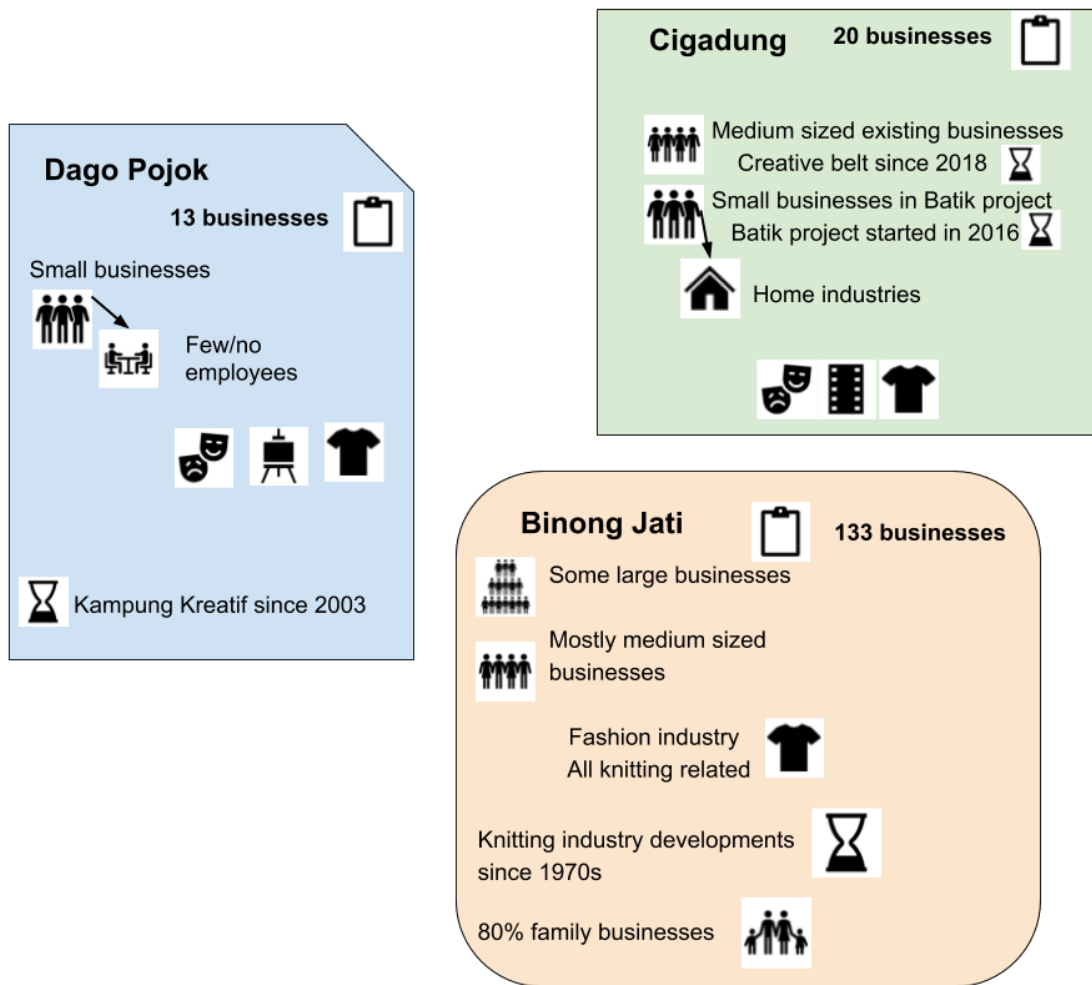 Dago Pojok
13 businesses
Small businesses
Few/no
employees
Kampung Kreatif since 2003
Cigadung
20 businesses
Medium sized existing businesses
Creative belt since 2018
Small businesses in Batik project
Batik project started in 2016
Home industries
Binong Jati
133 businesses
Some large businesses
Mostly medium sized
businesses
Fashion industry
All knitting related
Knitting industry developments
since 1970s
80% family businesses